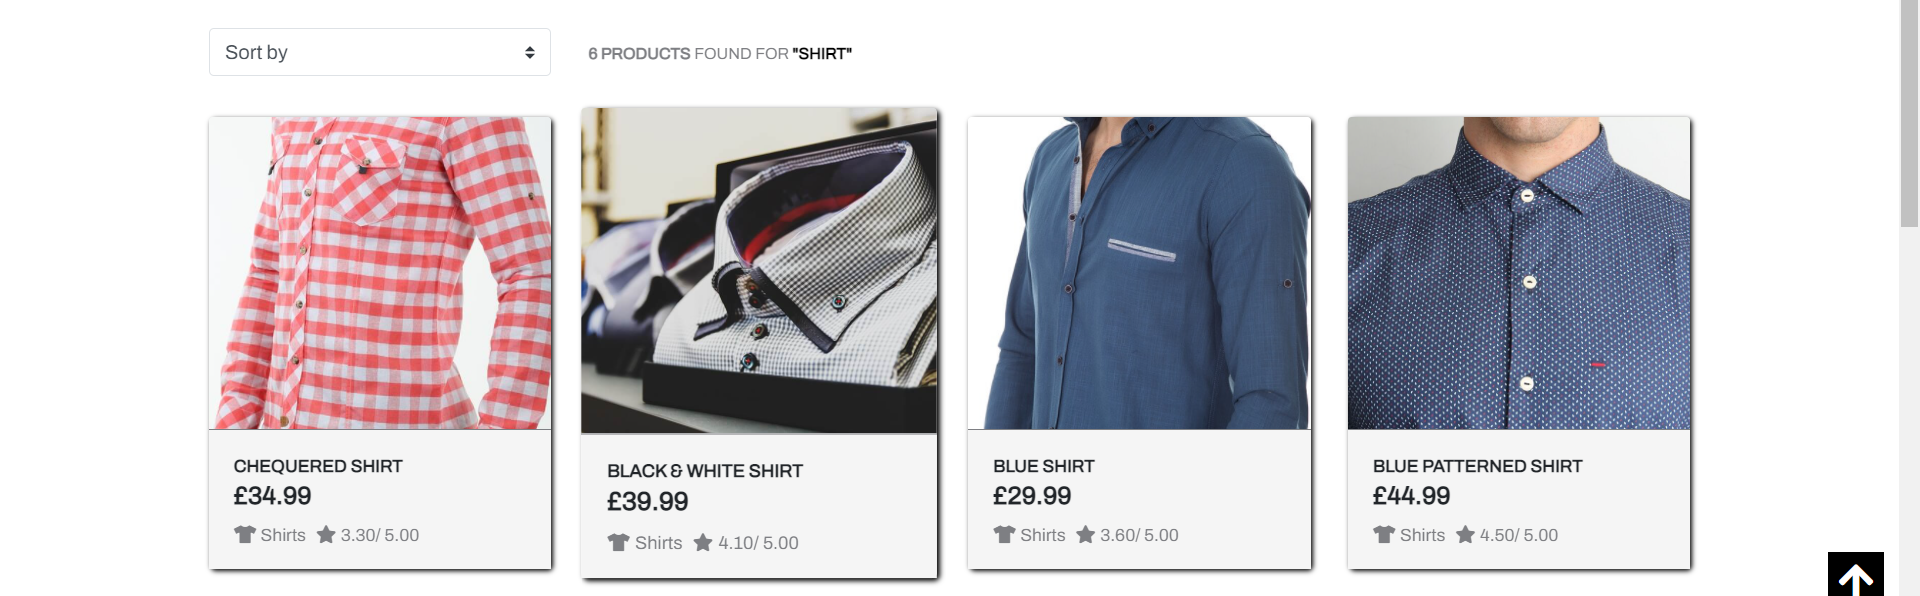 Sort by
6 PRODUCTS FOUND FOR "SHIRT"
CHEQUERED SHIRT
£34.99
Shirts 3.30/ 5.00
BLACK & WHITE SHIRT
£39.99
Shirts 4.10/ 5.00
BLUE SHIRT
£29.99
Shirts 3.60/ 5.00
BLUE PATTERNED SHIRT
£44.99
Shirts 4.50/ 5.00